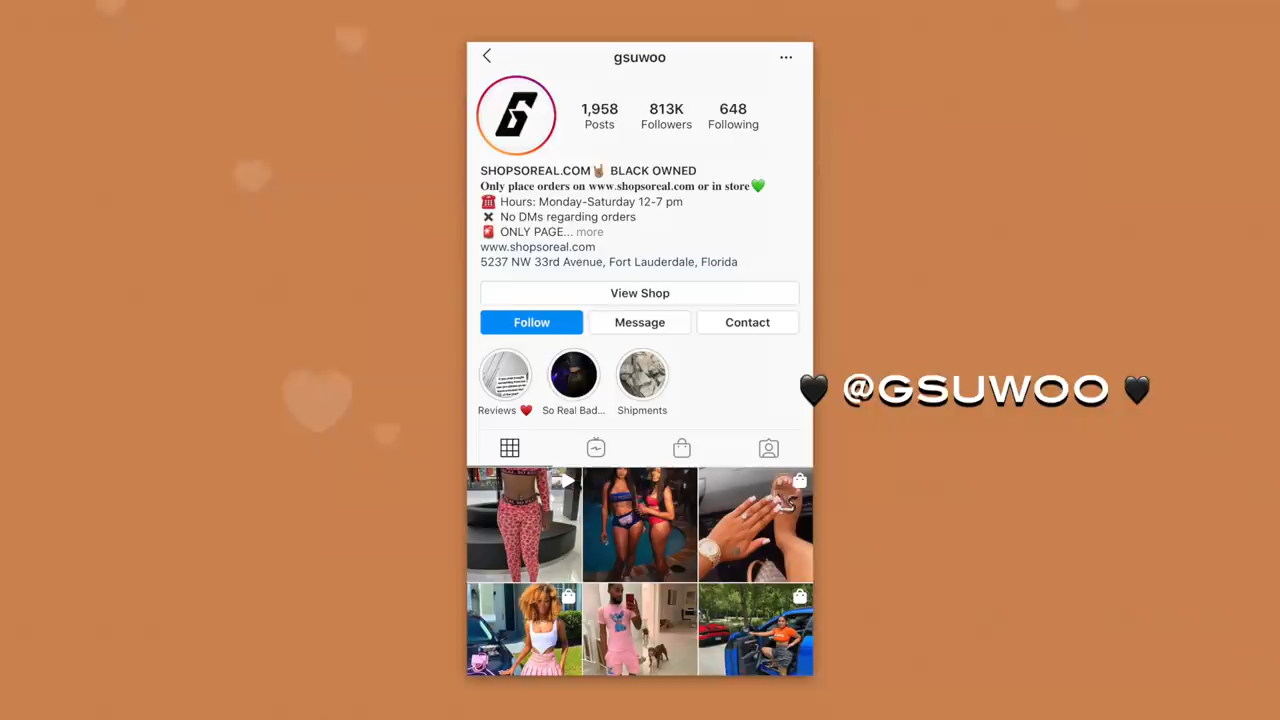 gsuwoo
1,958 813K 648
Posts Followers Following
SHOPSOREAL.COM🤘🏽 BLACK OWNED
Only place orders on www.shopsoreal.com or in store💚
☎️ Hours: Monday-Saturday 12-7 pm
✖️ No DMs regarding orders
🚨 ONLY PAGE... more
www.shopsoreal.com
5237 NW 33rd Avenue, Fort Lauderdale, Florida
View Shop
Follow Message Contact
Reviews ♥️ So Real Bad... Shipments
🖤 @GSUWOO 🖤